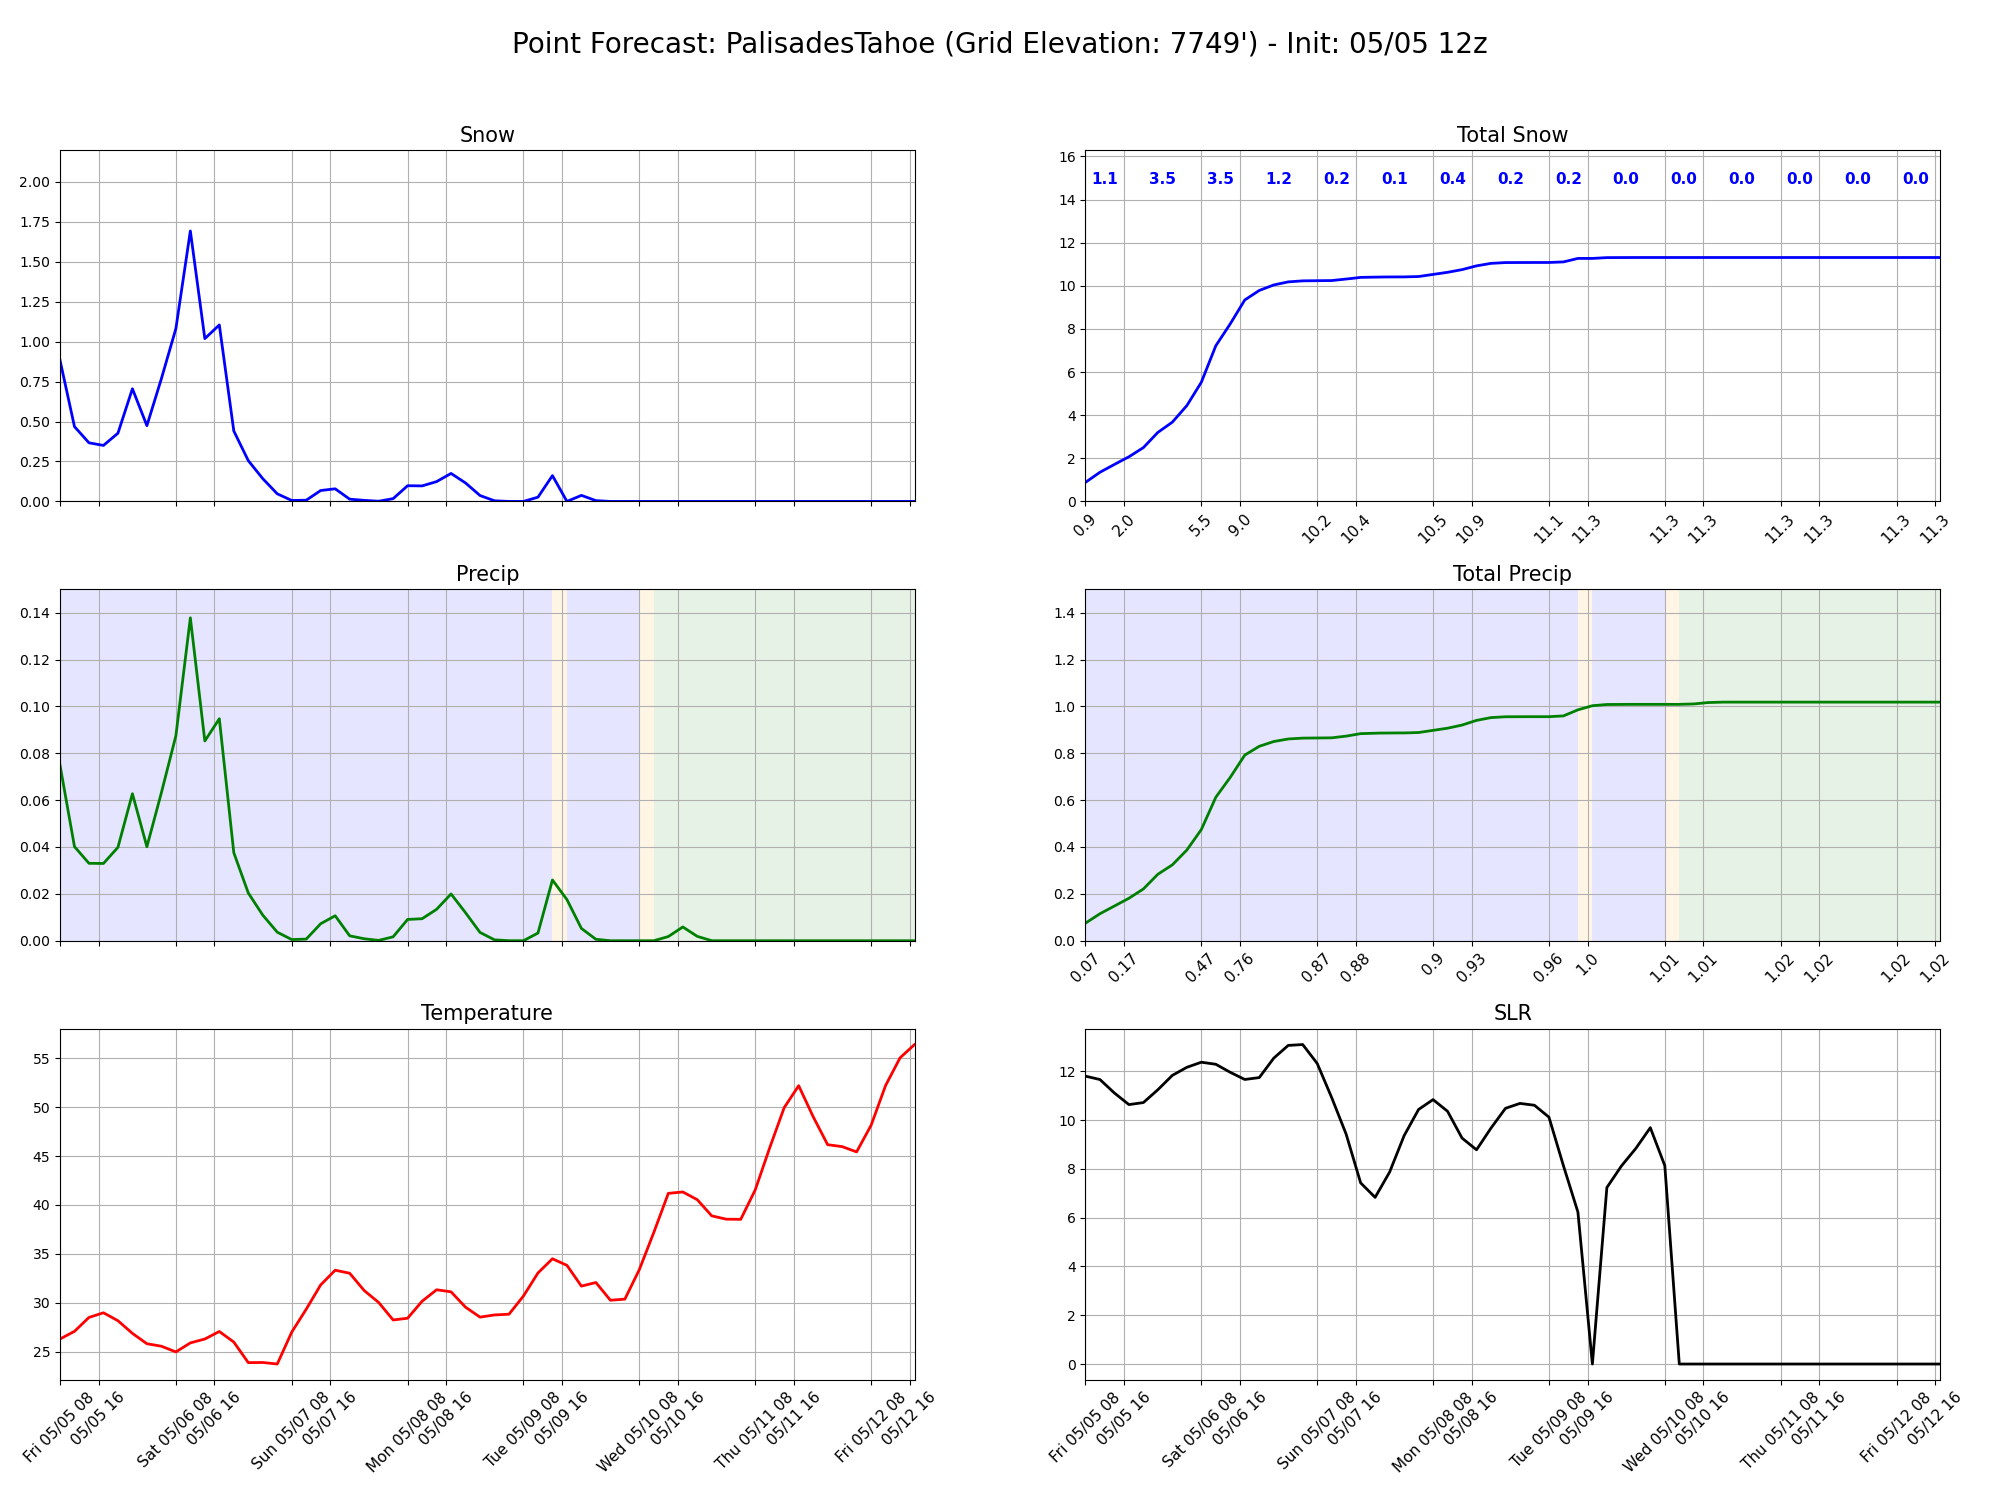 Point Forecast: PalisadesTahoe (Grid Elevation: 7749') - Init: 05/05 12z
Snow
2.00
1.75
1.50
1.25
1.00
0.75
0.50
0.25
0.00
Total Snow
16
14
12
10
8
6
4
2
0
1.1 3.5 3.5 1.2 0.2 0.1 0.4 0.2 0.2 0.0 0.0 0.0 0.0 0.0 0.0
0.9 2.0 5.5 9.0 10.2 10.4 10.5 10.9 11.1 11.3 11.3 11.3 11.3 11.3 11.3 11.3
Precip
0.14
0.12
0.10
0.08
0.06
0.04
0.02
0.00
Total Precip
1.4
1.2
1.0
0.8
0.6
0.4
0.2
0.0
0.07 0.17 0.47 0.76 0.87 0.88 0.9 0.93 0.96 1.0 1.01 1.01 1.02 1.02 1.02 1.02
Temperature
55
50
45
40
35
30
25
Fri 05/05 08
05/05 16
Sat 05/06 08
05/06 16
Sun 05/07 08
05/07 16
Mon 05/08 08
05/08 16
Tue 05/09 08
05/09 16
Wed 05/10 08
05/10 16
Thu 05/11 08
05/11 16
Fri 05/12 08
05/12 16
SLR
12
10
8
6
4
2
0
Fri 05/05 08
05/05 16
Sat 05/06 08
05/06 16
Sun 05/07 08
05/07 16
Mon 05/08 08
05/08 16
Tue 05/09 08
05/09 16
Wed 05/10 08
05/10 16
Thu 05/11 08
05/11 16
Fri 05/12 08
05/12 16